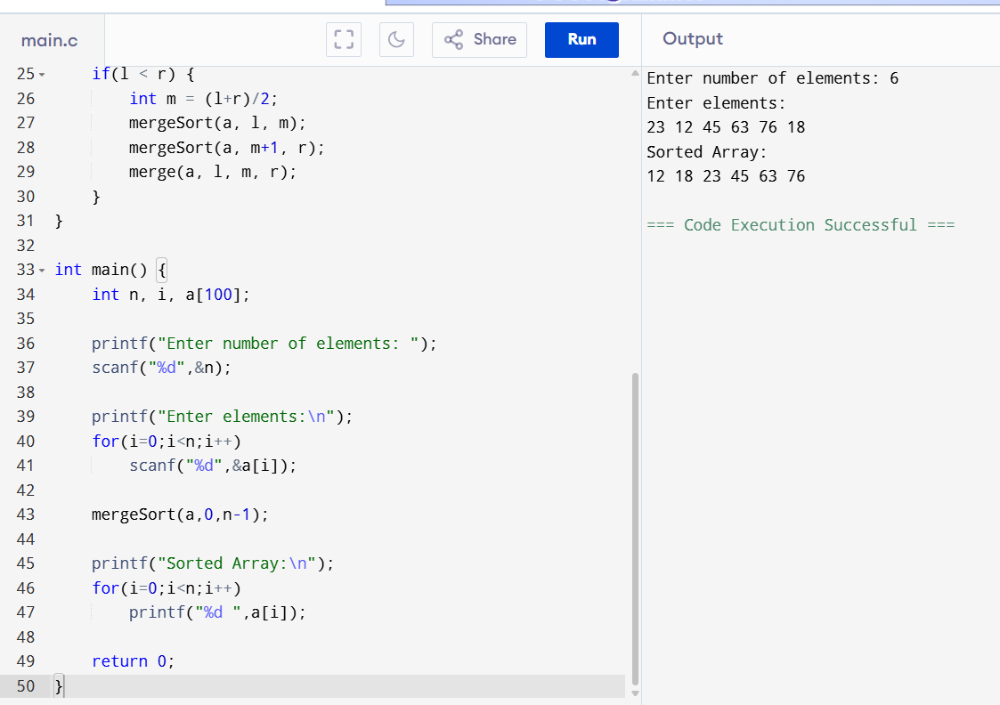 main.c
Share
Run
Output
25 if(l < r) {
26 int m = (l+r)/2;
27 mergeSort(a, l, m);
28 mergeSort(a, m+1, r);
29 merge(a, l, m, r);
30 }
31 }
32
33 int main() {
34 int n, i, a[100];
35
36 printf("Enter number of elements: ");
37 scanf("%d",&n);
38
39 printf("Enter elements:\n");
40 for(i=0;i<n;i++)
41 scanf("%d",&a[i]);
42
43 mergeSort(a,0,n-1);
44
45 printf("Sorted Array:\n");
46 for(i=0;i<n;i++)
47 printf("%d ",a[i]);
48
49 return 0;
50 }
Enter number of elements: 6
Enter elements:
23 12 45 63 76 18
Sorted Array:
12 18 23 45 63 76
=== Code Execution Successful ===